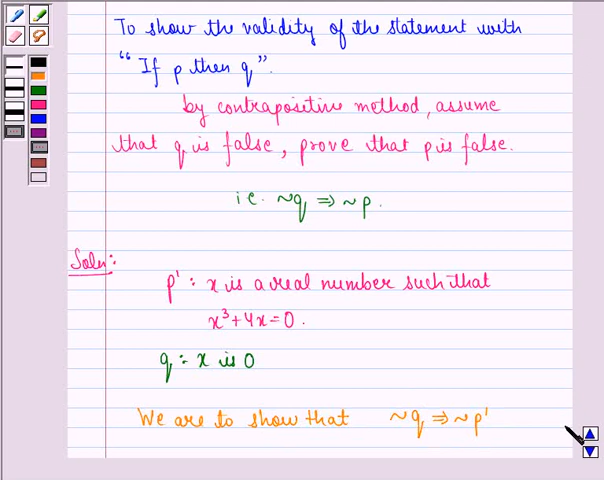 To show the validity of the statement with
"If p then q".
by contrapositive method, assume
that q is false, prove that p is false.
i.e. ~q ⇒ ~p.
Soln:
p' : x is a real number such that
x³+4x=0.
q : x is 0
We are to show that ~q ⇒ ~p'